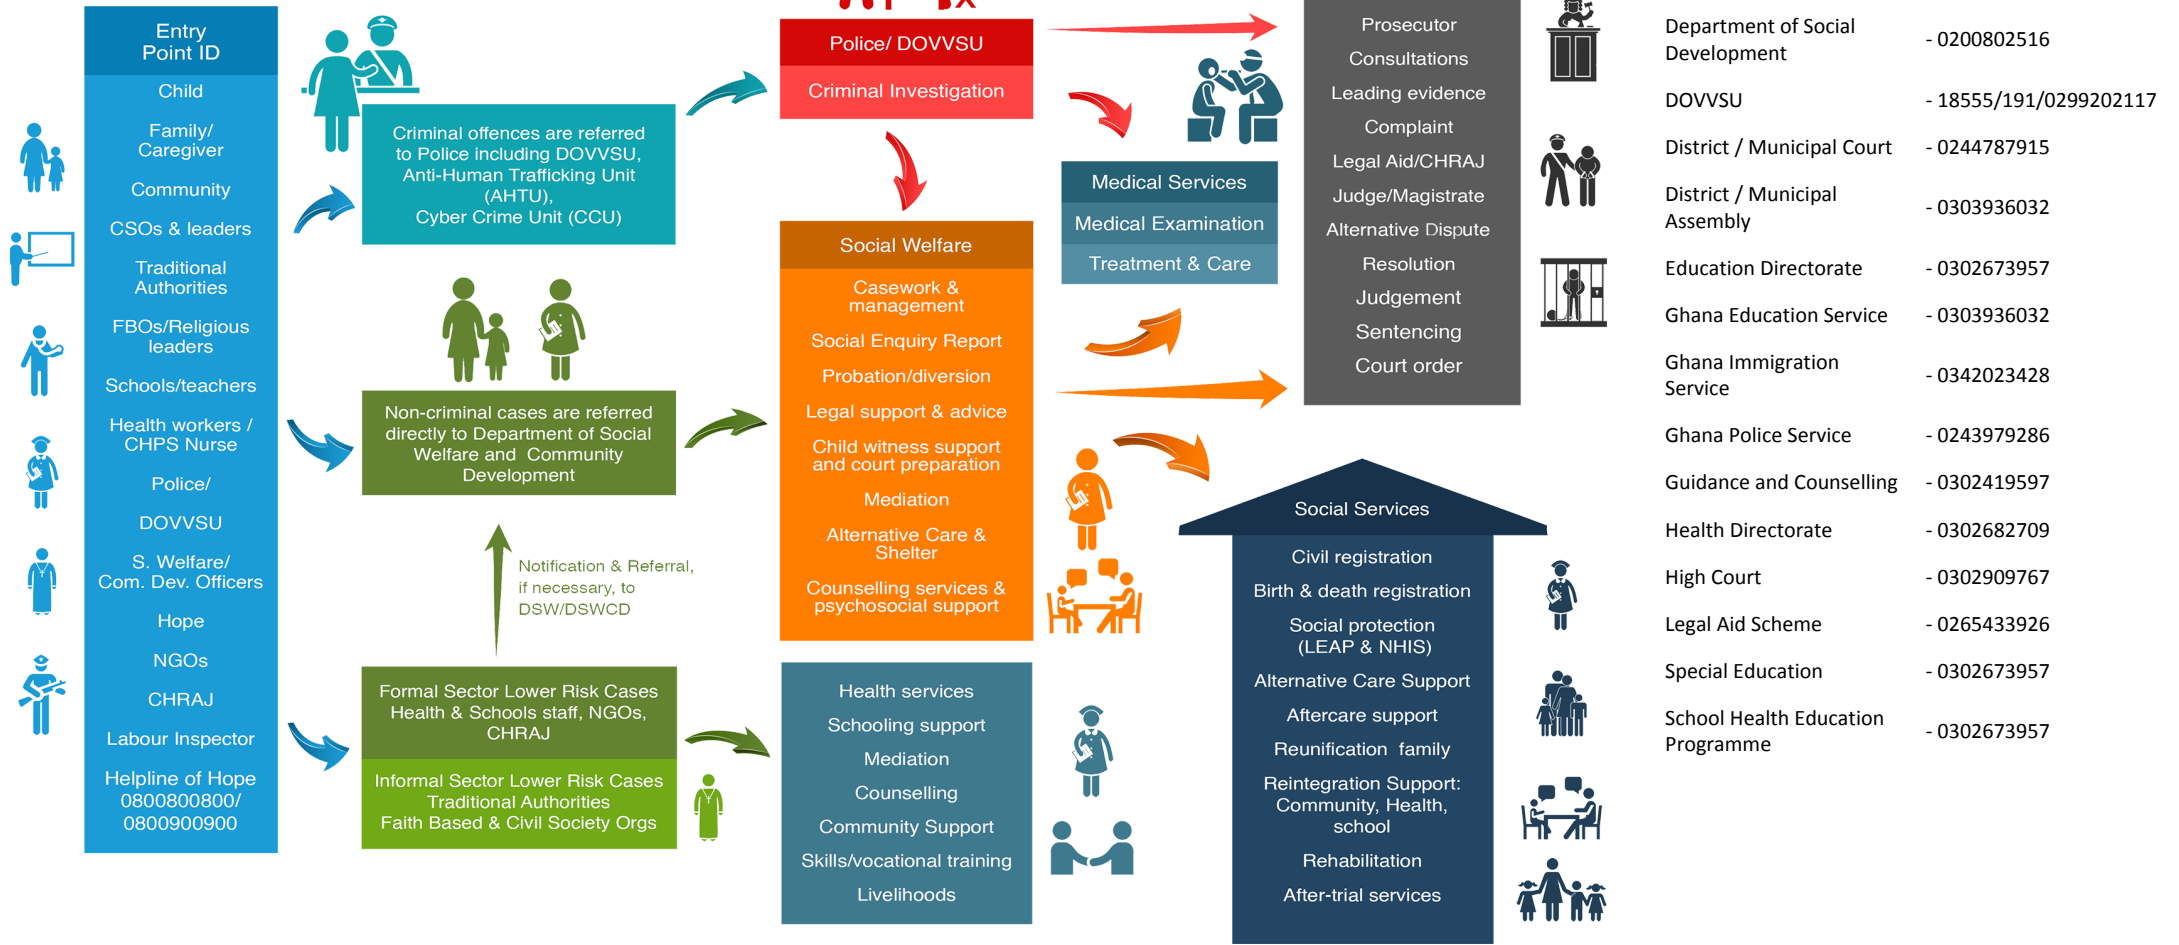 Entry
Point ID
Child
Family/
Caregiver
Community
CSOs & leaders
Traditional
Authorities
FBOs/Religious
leaders
Schools/teachers
Health workers /
CHPS Nurse
Police/
DOVVSU
S. Welfare/
Com. Dev. Officers
Hope
NGOs
CHRAJ
Labour Inspector
Helpline of Hope
0800800800/
0800900900
Criminal offences are referred
to Police including DOVVSU,
Anti-Human Trafficking Unit
(AHTU),
Cyber Crime Unit (CCU)
Non-criminal cases are referred
directly to Department of Social
Welfare and Community
Development
Notification & Referral,
if necessary, to
DSW/DSWCD
Formal Sector Lower Risk Cases
Health & Schools staff, NGOs,
CHRAJ
Informal Sector Lower Risk Cases
Traditional Authorities
Faith Based & Civil Society Orgs
Police/ DOVVSU
Criminal Investigation
Social Welfare
Casework &
management
Social Enquiry Report
Probation/diversion
Legal support & advice
Child witness support
and court preparation
Mediation
Alternative Care &
Shelter
Counselling services &
psychosocial support
Health services
Schooling support
Mediation
Counselling
Community Support
Skills/vocational training
Livelihoods
Medical Services
Medical Examination
Treatment & Care
Prosecutor
Consultations
Leading evidence
Complaint
Legal Aid/CHRAJ
Judge/Magistrate
Alternative Dispute
Resolution
Judgement
Sentencing
Court order
Social Services
Civil registration
Birth & death registration
Social protection
(LEAP & NHIS)
Alternative Care Support
Aftercare support
Reunification family
Reintegration Support:
Community, Health,
school
Rehabilitation
After-trial services
Department of Social
Development - 0200802516
DOVVSU - 18555/191/0299202117
District / Municipal Court - 0244787915
District / Municipal
Assembly - 0303936032
Education Directorate - 0302673957
Ghana Education Service - 0303936032
Ghana Immigration
Service - 0342023428
Ghana Police Service - 0243979286
Guidance and Counselling - 0302419597
Health Directorate - 0302682709
High Court - 0302909767
Legal Aid Scheme - 0265433926
Special Education - 0302673957
School Health Education
Programme - 0302673957